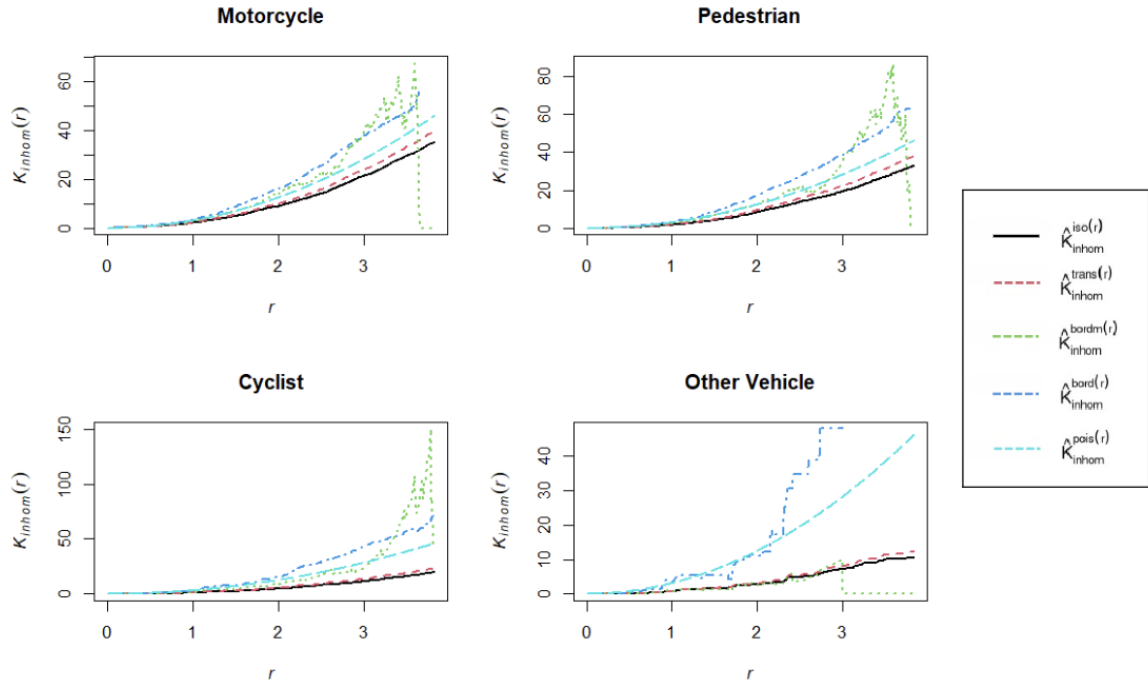 Motorcycle
K_inhom(r)
0 20 40 60
0 1 2 3
r
Pedestrian
K_inhom(r)
0 20 40 60 80
0 1 2 3
r
Cyclist
K_inhom(r)
0 50 100 150
0 1 2 3
r
Other Vehicle
K_inhom(r)
0 10 20 30 40
0 1 2 3
r
K̂_inhom^iso(r)
K̂_inhom^trans(r)
K̂_inhom^bordm(r)
K̂_inhom^bord(r)
K̂_inhom^pois(r)